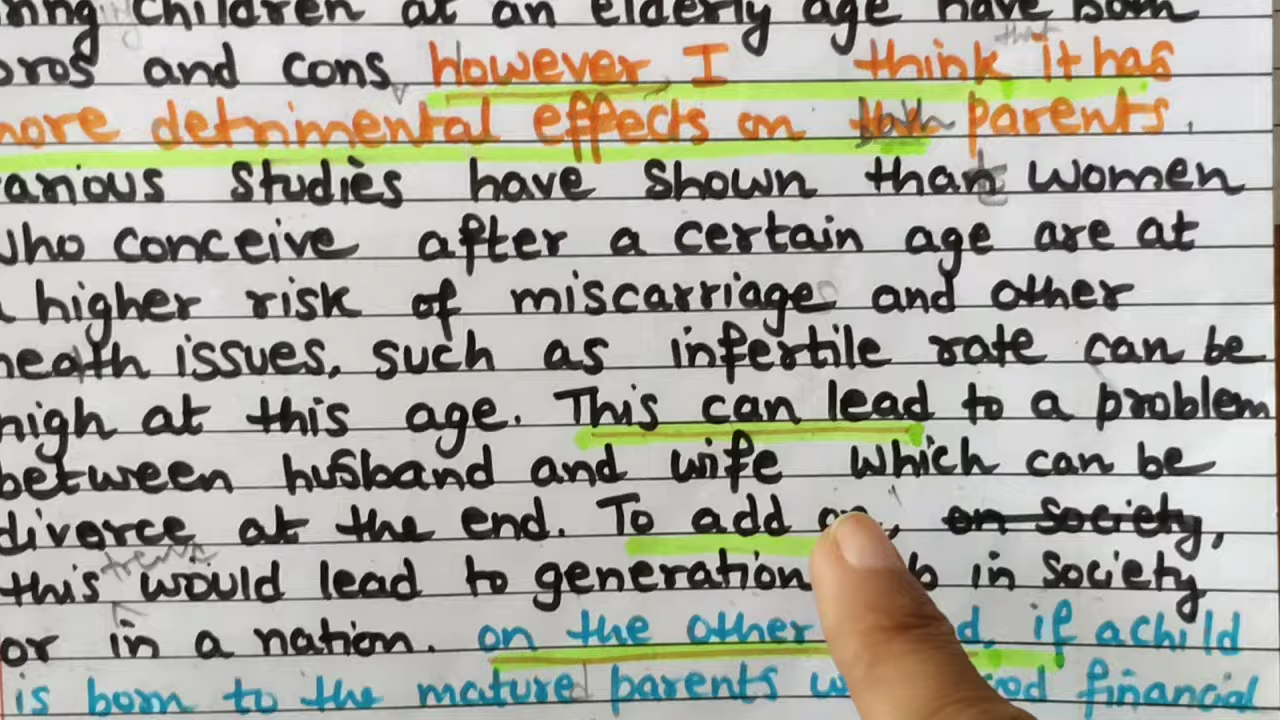 children at an elderly age have both
pros and cons, However I that think it has
more detrimental effects on both parents.
various studies have shown that women
who conceive after a certain age are at
a higher risk of miscarriage and other
heath issues, such as infertile rate can be
high at this age. This can lead to a problem
between husband and wife which can be
divorce at the end. To add on, on society,
this trend would lead to generation in society
or in a nation. on the other if a child
is born to the mature parents financial